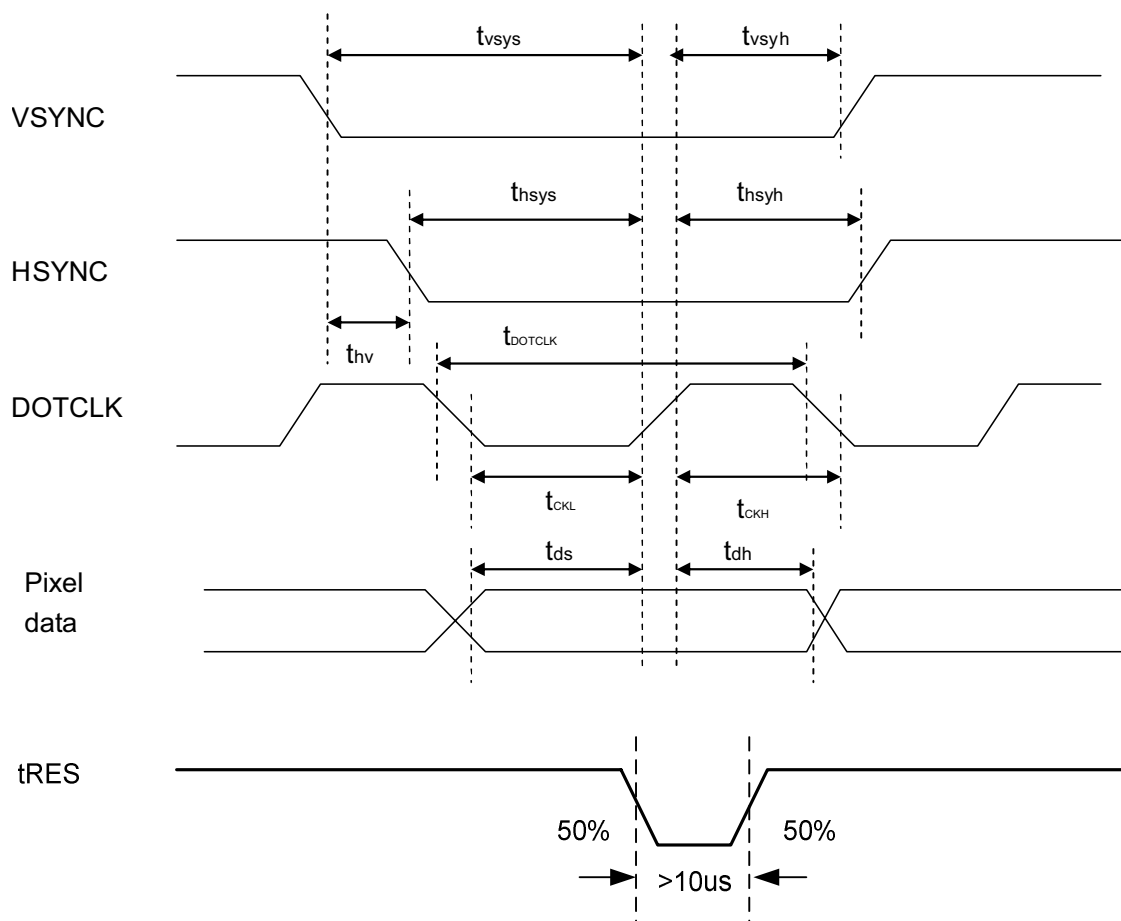 tvsys
tvsyh
VSYNC
thsys
thsyh
HSYNC
thv
tDOTCLK
DOTCLK
tCKL
tCKH
tds
tdh
Pixel
data
tRES
50%
50%
>10us